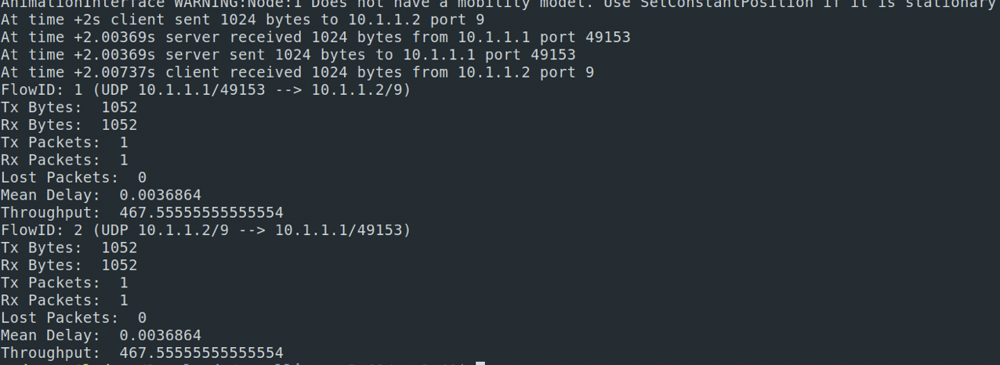 AnimationInterface WARNING:Node:1 Does not have a mobility model. Use SetConstantPosition if it is stationary
At time +2s client sent 1024 bytes to 10.1.1.2 port 9
At time +2.00369s server received 1024 bytes from 10.1.1.1 port 49153
At time +2.00369s server sent 1024 bytes to 10.1.1.1 port 49153
At time +2.00737s client received 1024 bytes from 10.1.1.2 port 9
FlowID: 1 (UDP 10.1.1.1/49153 --> 10.1.1.2/9)
Tx Bytes:  1052
Rx Bytes:  1052
Tx Packets:  1
Rx Packets:  1
Lost Packets:  0
Mean Delay:  0.0036864
Throughput:  467.55555555555554
FlowID: 2 (UDP 10.1.1.2/9 --> 10.1.1.1/49153)
Tx Bytes:  1052
Rx Bytes:  1052
Tx Packets:  1
Rx Packets:  1
Lost Packets:  0
Mean Delay:  0.0036864
Throughput:  467.55555555555554